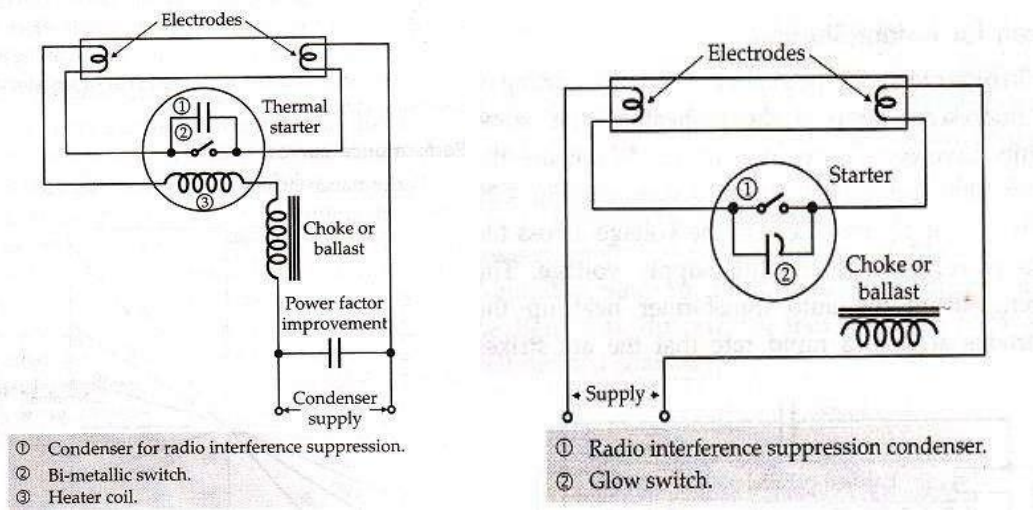 Electrodes
①
②
Thermal
starter
③
Choke or
ballast
Power factor
improvement
Condenser
supply
① Condenser for radio interference suppression.
② Bi-metallic switch.
③ Heater coil.
Electrodes
①
Starter
②
Choke or
ballast
Supply
① Radio interference suppression condenser.
② Glow switch.